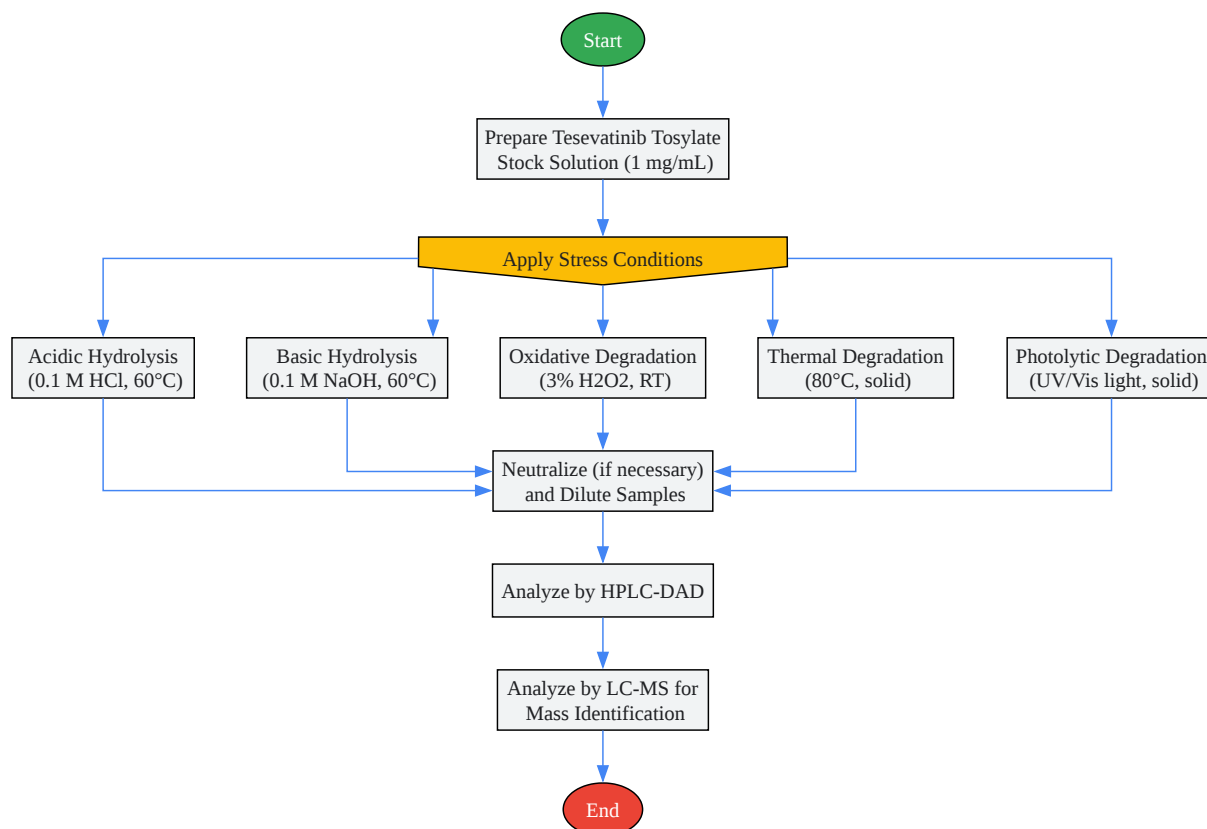 Start
Prepare Tesevatinib Tosylate
Stock Solution (1 mg/mL)
Apply Stress Conditions
Acidic Hydrolysis
(0.1 M HCl, 60°C)
Basic Hydrolysis
(0.1 M NaOH, 60°C)
Oxidative Degradation
(3% H2O2, RT)
Thermal Degradation
(80°C, solid)
Photolytic Degradation
(UV/Vis light, solid)
Neutralize (if necessary)
and Dilute Samples
Analyze by HPLC-DAD
Analyze by LC-MS for
Mass Identification
End